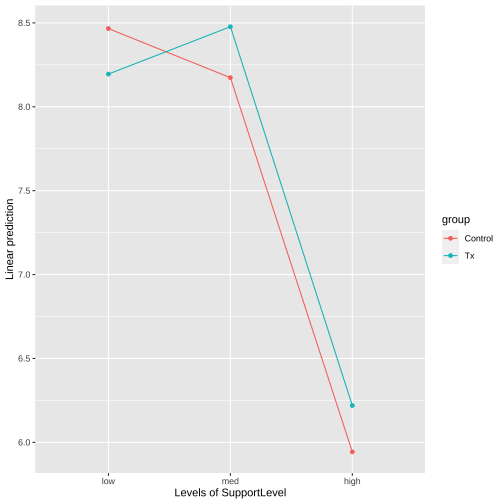 8.5
8.0
7.5
7.0
6.5
6.0
Linear prediction
low med high
Levels of SupportLevel
group
Control
Tx